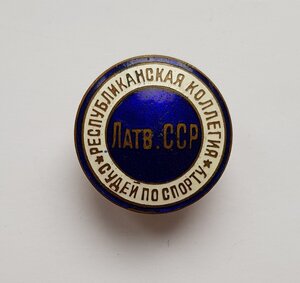 РЕСПУБЛИКАНСКАЯ КОЛЛЕГИЯ
ЛАТВ. ССР
СУДЕЙ ПО СПОРТУ